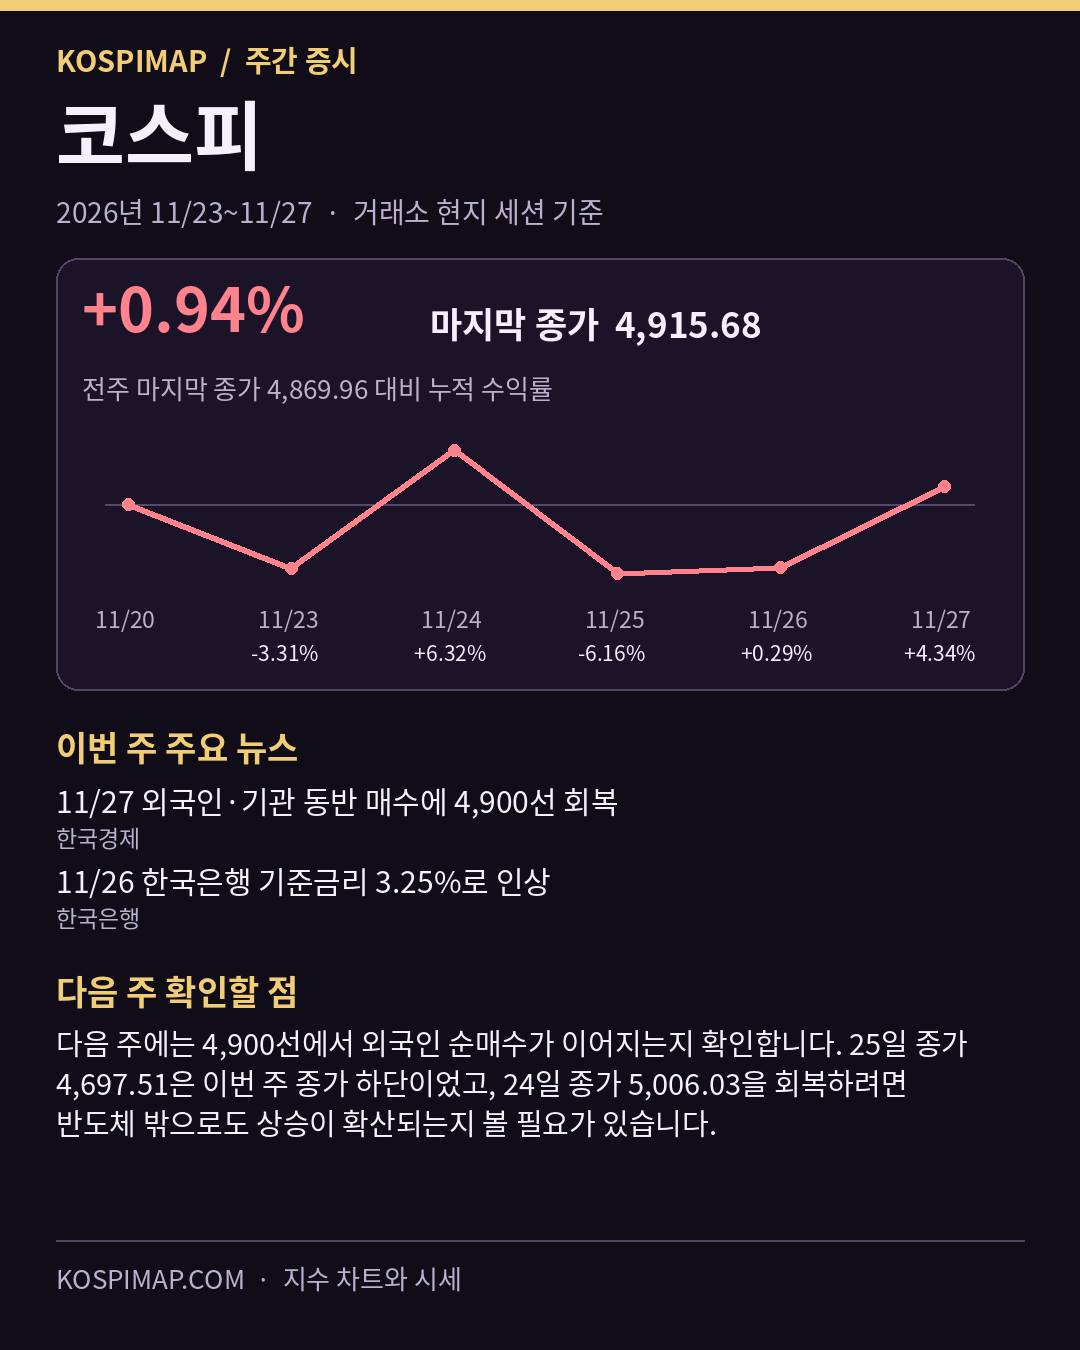 KOSPIMAP / 주간 증시
코스피
2026년 11/23~11/27 · 거래소 현지 세션 기준
+0.94%
마지막 종가 4,915.68
전주 마지막 종가 4,869.96 대비 누적 수익률
11/20 11/23 11/24 11/25 11/26 11/27
-3.31% +6.32% -6.16% +0.29% +4.34%
이번 주 주요 뉴스
11/27 외국인·기관 동반 매수에 4,900선 회복
한국경제
11/26 한국은행 기준금리 3.25%로 인상
한국은행
다음 주 확인할 점
다음 주에는 4,900선에서 외국인 순매수가 이어지는지 확인합니다. 25일 종가
4,697.51은 이번 주 종가 하단이었고, 24일 종가 5,006.03을 회복하려면
반도체 밖으로도 상승이 확산되는지 볼 필요가 있습니다.
KOSPIMAP.COM · 지수 차트와 시세